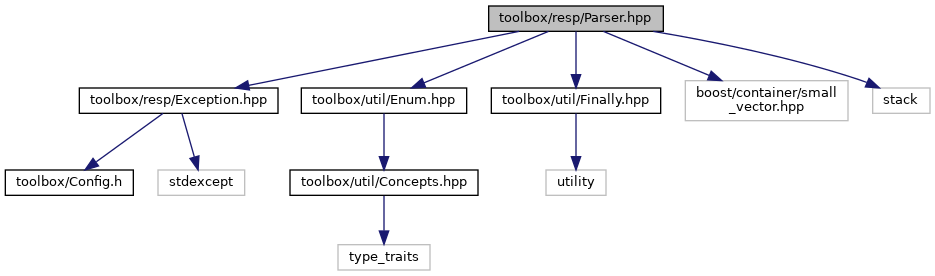 toolbox/resp/Parser.hpp
toolbox/resp/Exception.hpp
toolbox/util/Enum.hpp
toolbox/util/Finally.hpp
boost/container/small
_vector.hpp
stack
toolbox/Config.h
stdexcept
toolbox/util/Concepts.hpp
utility
type_traits